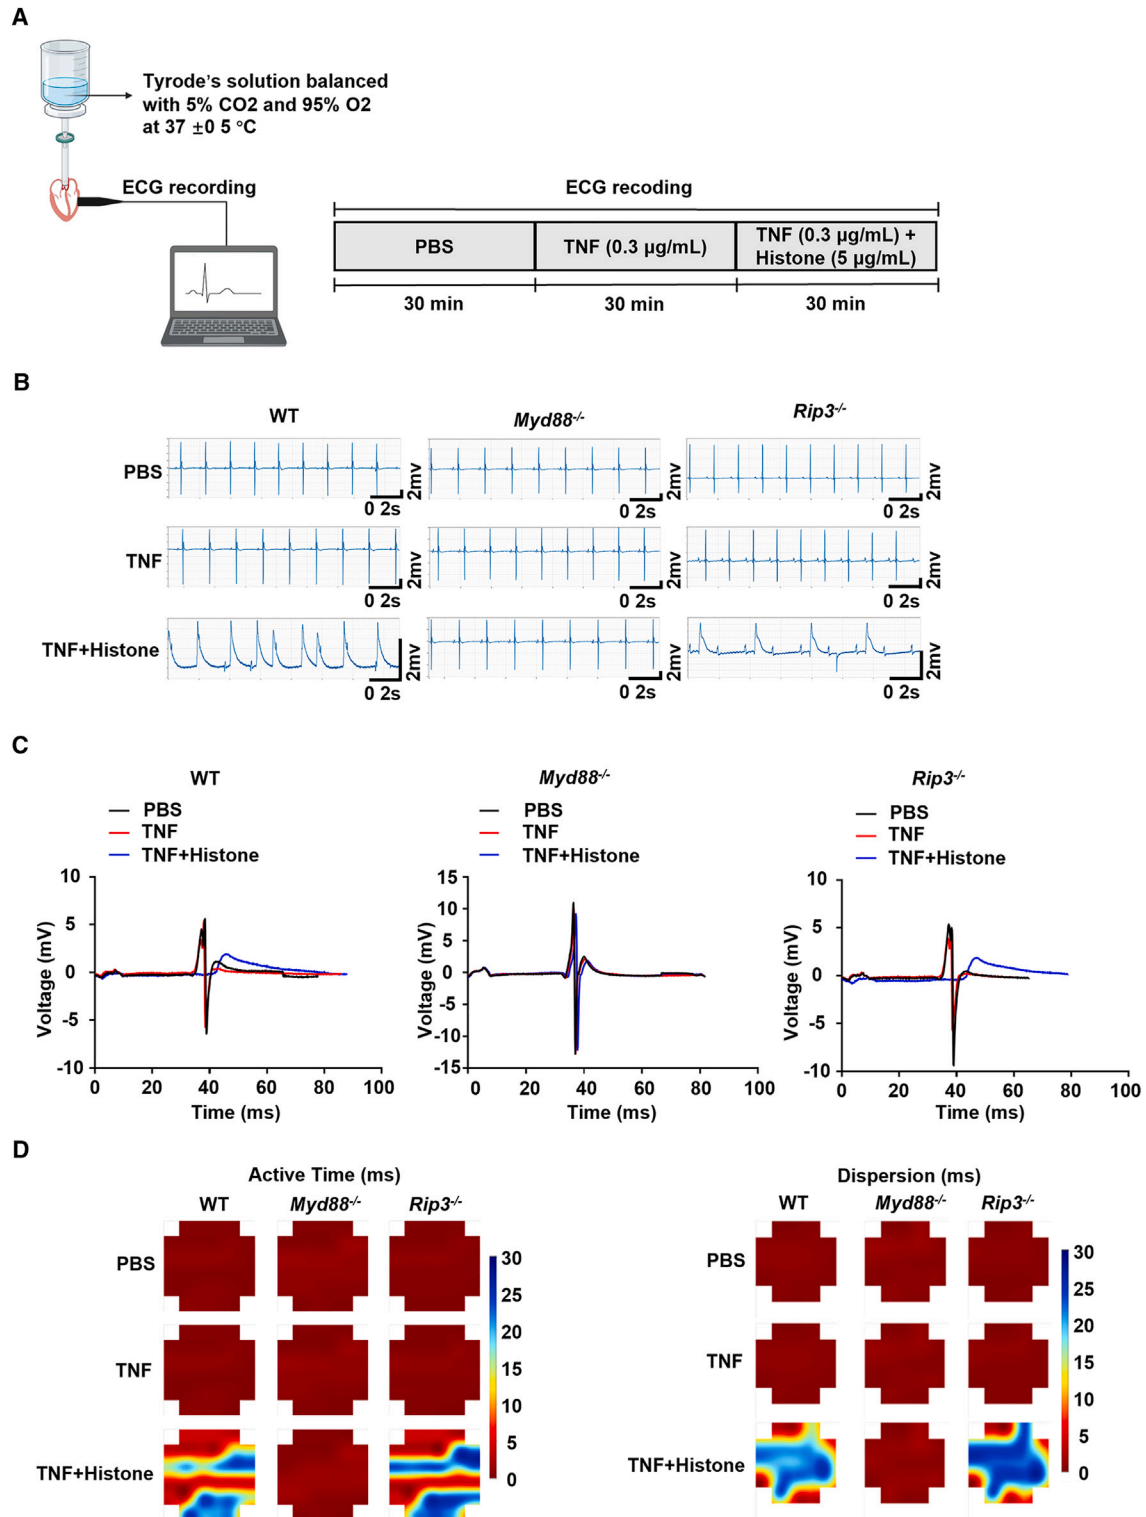 A
Tyrode's solution balanced
with 5% CO2 and 95% O2
at 37 ±0 5 °C
ECG recording
ECG recoding
PBS
TNF (0.3 µg/mL)
TNF (0.3 µg/mL) +
Histone (5 µg/mL)
30 min
30 min
30 min
B
WT
Myd88-/-
Rip3-/-
PBS
2mv
0 2s
2mv
0 2s
2mv
0 2s
TNF
2mv
0 2s
2mv
0 2s
2mv
0 2s
TNF+Histone
2mv
0 2s
2mv
0 2s
2mv
0 2s
C
WT
PBS
TNF
TNF+Histone
10
5
0
-5
-10
Voltage (mV)
0 20 40 60 80 100
Time (ms)
Myd88-/-
PBS
TNF
TNF+Histone
15
10
5
0
-5
-10
-15
Voltage (mV)
0 20 40 60 80 100
Time (ms)
Rip3-/-
PBS
TNF
TNF+Histone
10
5
0
-5
-10
Voltage (mV)
0 20 40 60 80 100
Time (ms)
D
Active Time (ms)
WT
Myd88-/-
Rip3-/-
PBS
TNF
TNF+Histone
30
25
20
15
10
5
0
Dispersion (ms)
WT
Myd88-/-
Rip3-/-
PBS
TNF
TNF+Histone
30
25
20
15
10
5
0